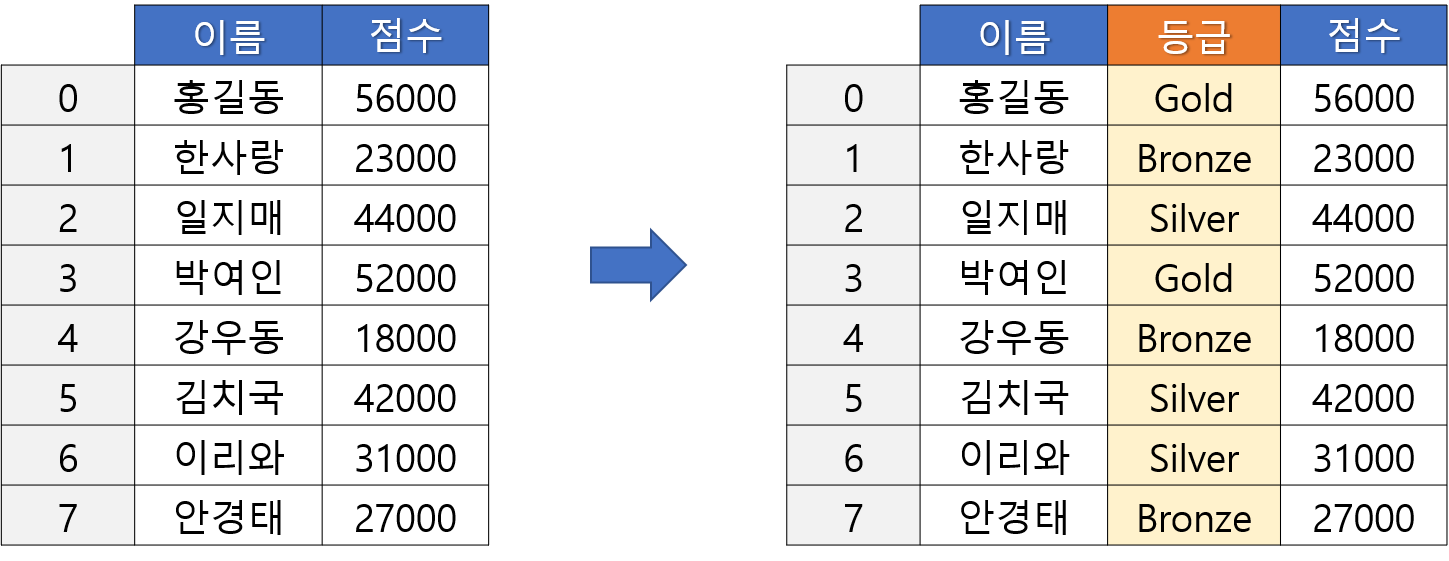 이름 점수
0 홍길동 56000
1 한사랑 23000
2 일지매 44000
3 박여인 52000
4 강우동 18000
5 김치국 42000
6 이리와 31000
7 안경태 27000
이름 등급 점수
0 홍길동 Gold 56000
1 한사랑 Bronze 23000
2 일지매 Silver 44000
3 박여인 Gold 52000
4 강우동 Bronze 18000
5 김치국 Silver 42000
6 이리와 Silver 31000
7 안경태 Bronze 27000